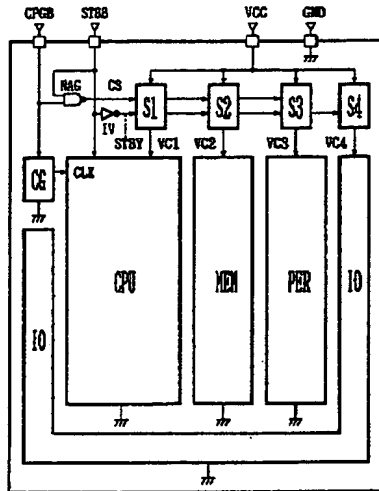 CPGB STBB VCC GND
NAG CS
S1 S2 S3 S4
IV STBY VC1 VC2 VC3 VC4
CG CLK
CPU MEM PER IO
IO